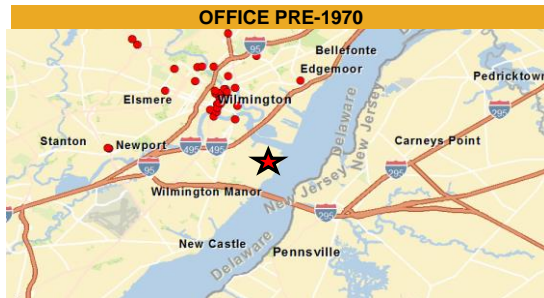 OFFICE PRE-1970
95
Bellefonte
Edgemoor
Pedricktown
Elsmere
Wilmington
295
Delaware
New Jersey
Stanton
Newport
495
495
Carneys Point
95
Wilmington Manor
New Jersey
295
295
New Castle
Delaware
Pennsville